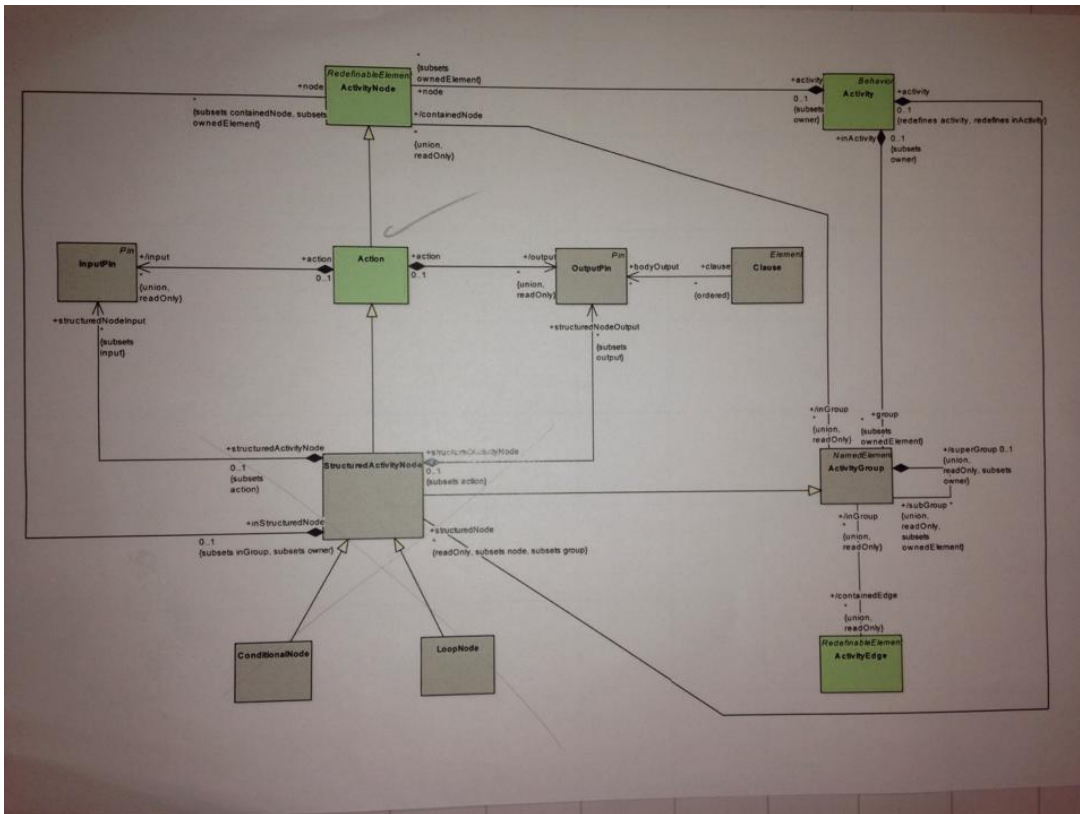 RedefinableElement
ActivityNode
+node
*
{subsets containedNode, subsets
ownedElement}
*
{subsets
ownedElement}
+node
+/containedNode
*
{union,
readOnly}
+activity
0..1
{subsets
owner}
Behavior
Activity
+activity
0..1
{redefines activity, redefines inActivity}
+inActivity
0..1
{subsets
owner}
Pin
InputPin
+/input
*
{union,
readOnly}
+action
0..1
Action
+action
0..1
+/output
*
{union,
readOnly}
Pin
OutputPin
+bodyOutput
*
+clause
*
{ordered}
Element
Clause
+structuredNodeInput
*
{subsets
input}
+structuredNodeOutput
*
{subsets
output}
+/inGroup
*
{union,
readOnly}
+group
*
{subsets
ownedElement}
+structuredActivityNode
0..1
{subsets
action}
StructuredActivityNode
+structuredActivityNode
0..1
{subsets action}
NamedElement
ActivityGroup
+/superGroup 0..1
{union,
readOnly, subsets
owner}
+/subGroup *
{union,
readOnly,
subsets
ownedElement}
+inStructuredNode
0..1
{subsets inGroup, subsets owner}
+structuredNode
*
{readOnly, subsets node, subsets group}
+/inGroup
*
{union,
readOnly}
+/containedEdge
*
{union,
readOnly}
ConditionalNode
LoopNode
RedefinableElement
ActivityEdge